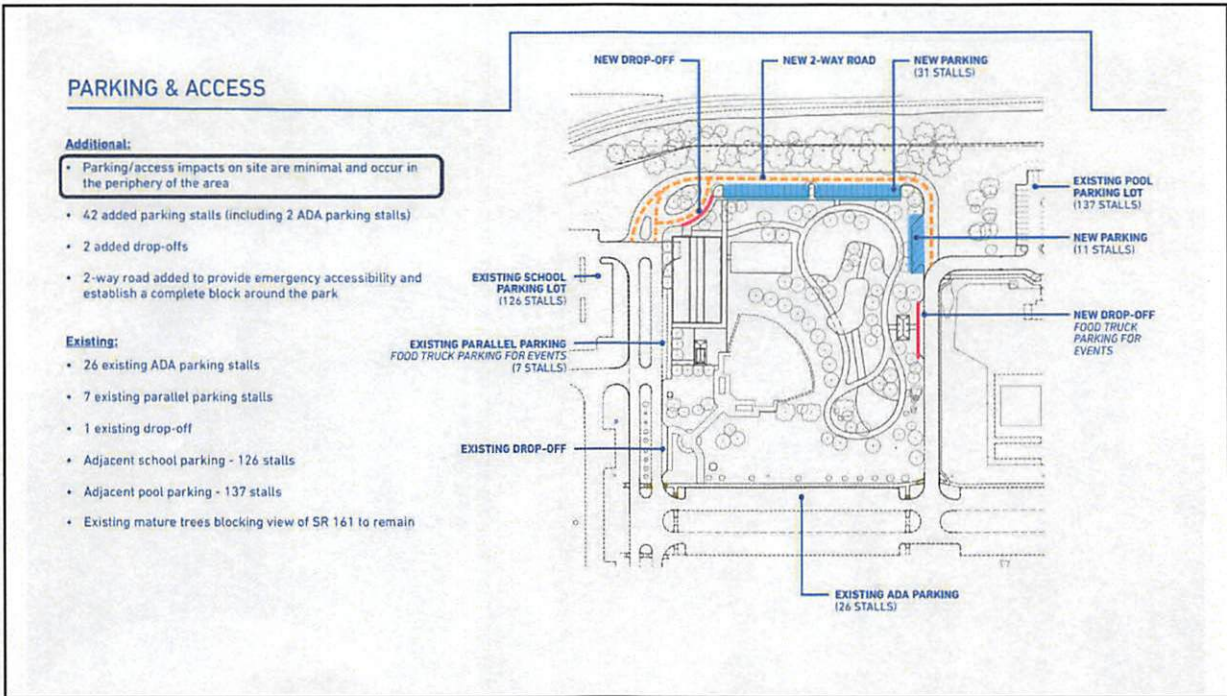 PARKING & ACCESS
Additional:
• Parking/access impacts on site are minimal and occur in
the periphery of the area
• 42 added parking stalls (including 2 ADA parking stalls)
• 2 added drop-offs
• 2-way road added to provide emergency accessibility and
establish a complete block around the park
Existing:
• 26 existing ADA parking stalls
• 7 existing parallel parking stalls
• 1 existing drop-off
• Adjacent school parking - 126 stalls
• Adjacent pool parking - 137 stalls
• Existing mature trees blocking view of SR 161 to remain
NEW DROP-OFF
NEW 2-WAY ROAD
NEW PARKING
(31 STALLS)
EXISTING POOL
PARKING LOT
(137 STALLS)
NEW PARKING
(11 STALLS)
EXISTING SCHOOL
PARKING LOT
(126 STALLS)
NEW DROP-OFF
FOOD TRUCK
PARKING FOR
EVENTS
EXISTING PARALLEL PARKING
FOOD TRUCK PARKING FOR EVENTS
(7 STALLS)
EXISTING DROP-OFF
EXISTING ADA PARKING
(26 STALLS)